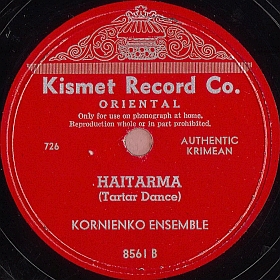 Kismet Record Co.
ORIENTAL
Only for use on phonograph at home.
Reproduction whole or in part prohibited.
726
AUTHENTIC
KRIMEAN
HAITARMA
(Tartar Dance)
KORNIENKO ENSEMBLE
8561 B